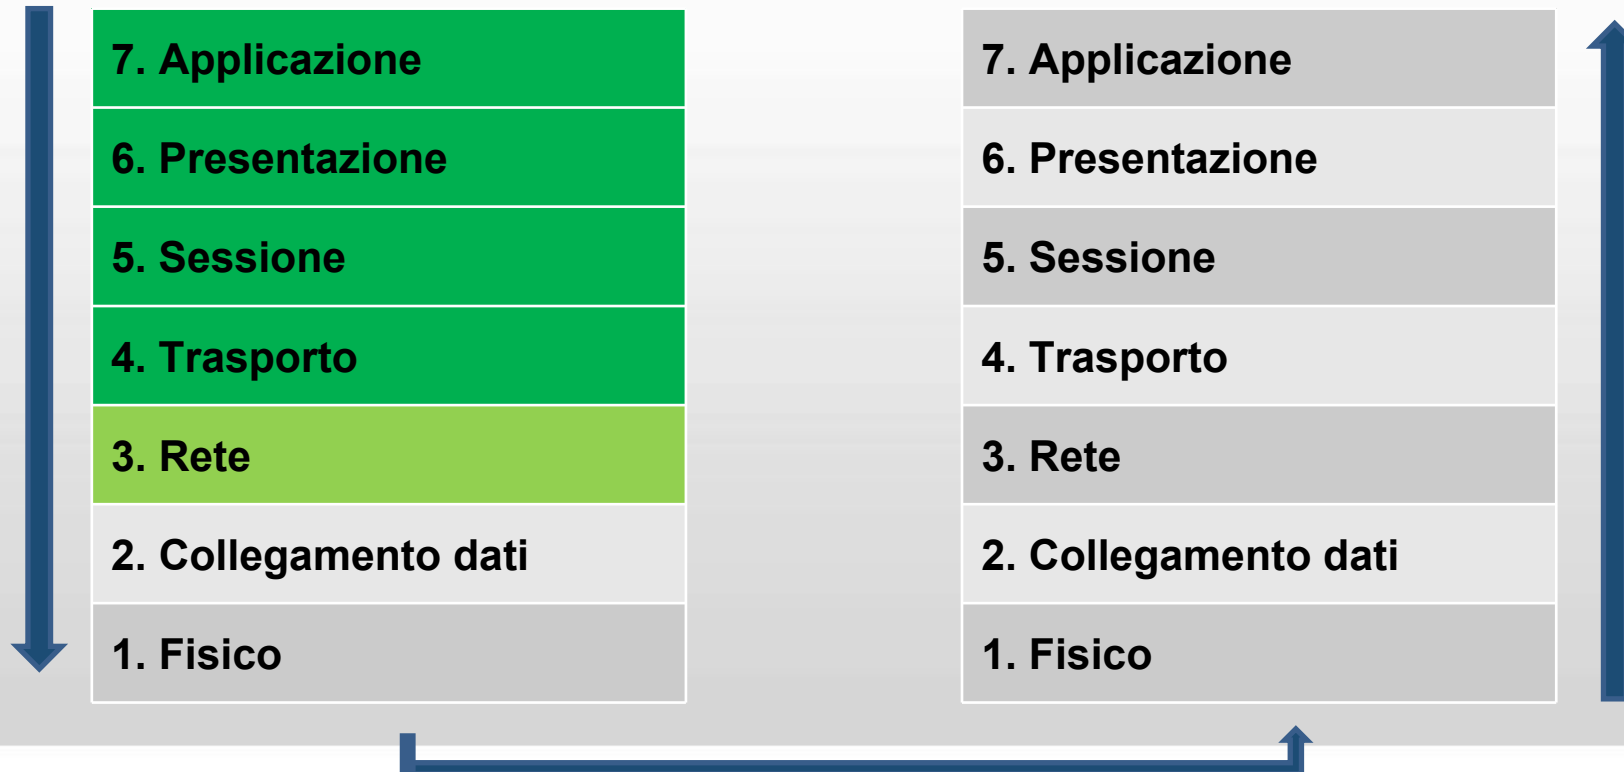 7. Applicazione
6. Presentazione
5. Sessione
4. Trasporto
3. Rete
2. Collegamento dati
1. Fisico
7. Applicazione
6. Presentazione
5. Sessione
4. Trasporto
3. Rete
2. Collegamento dati
1. Fisico